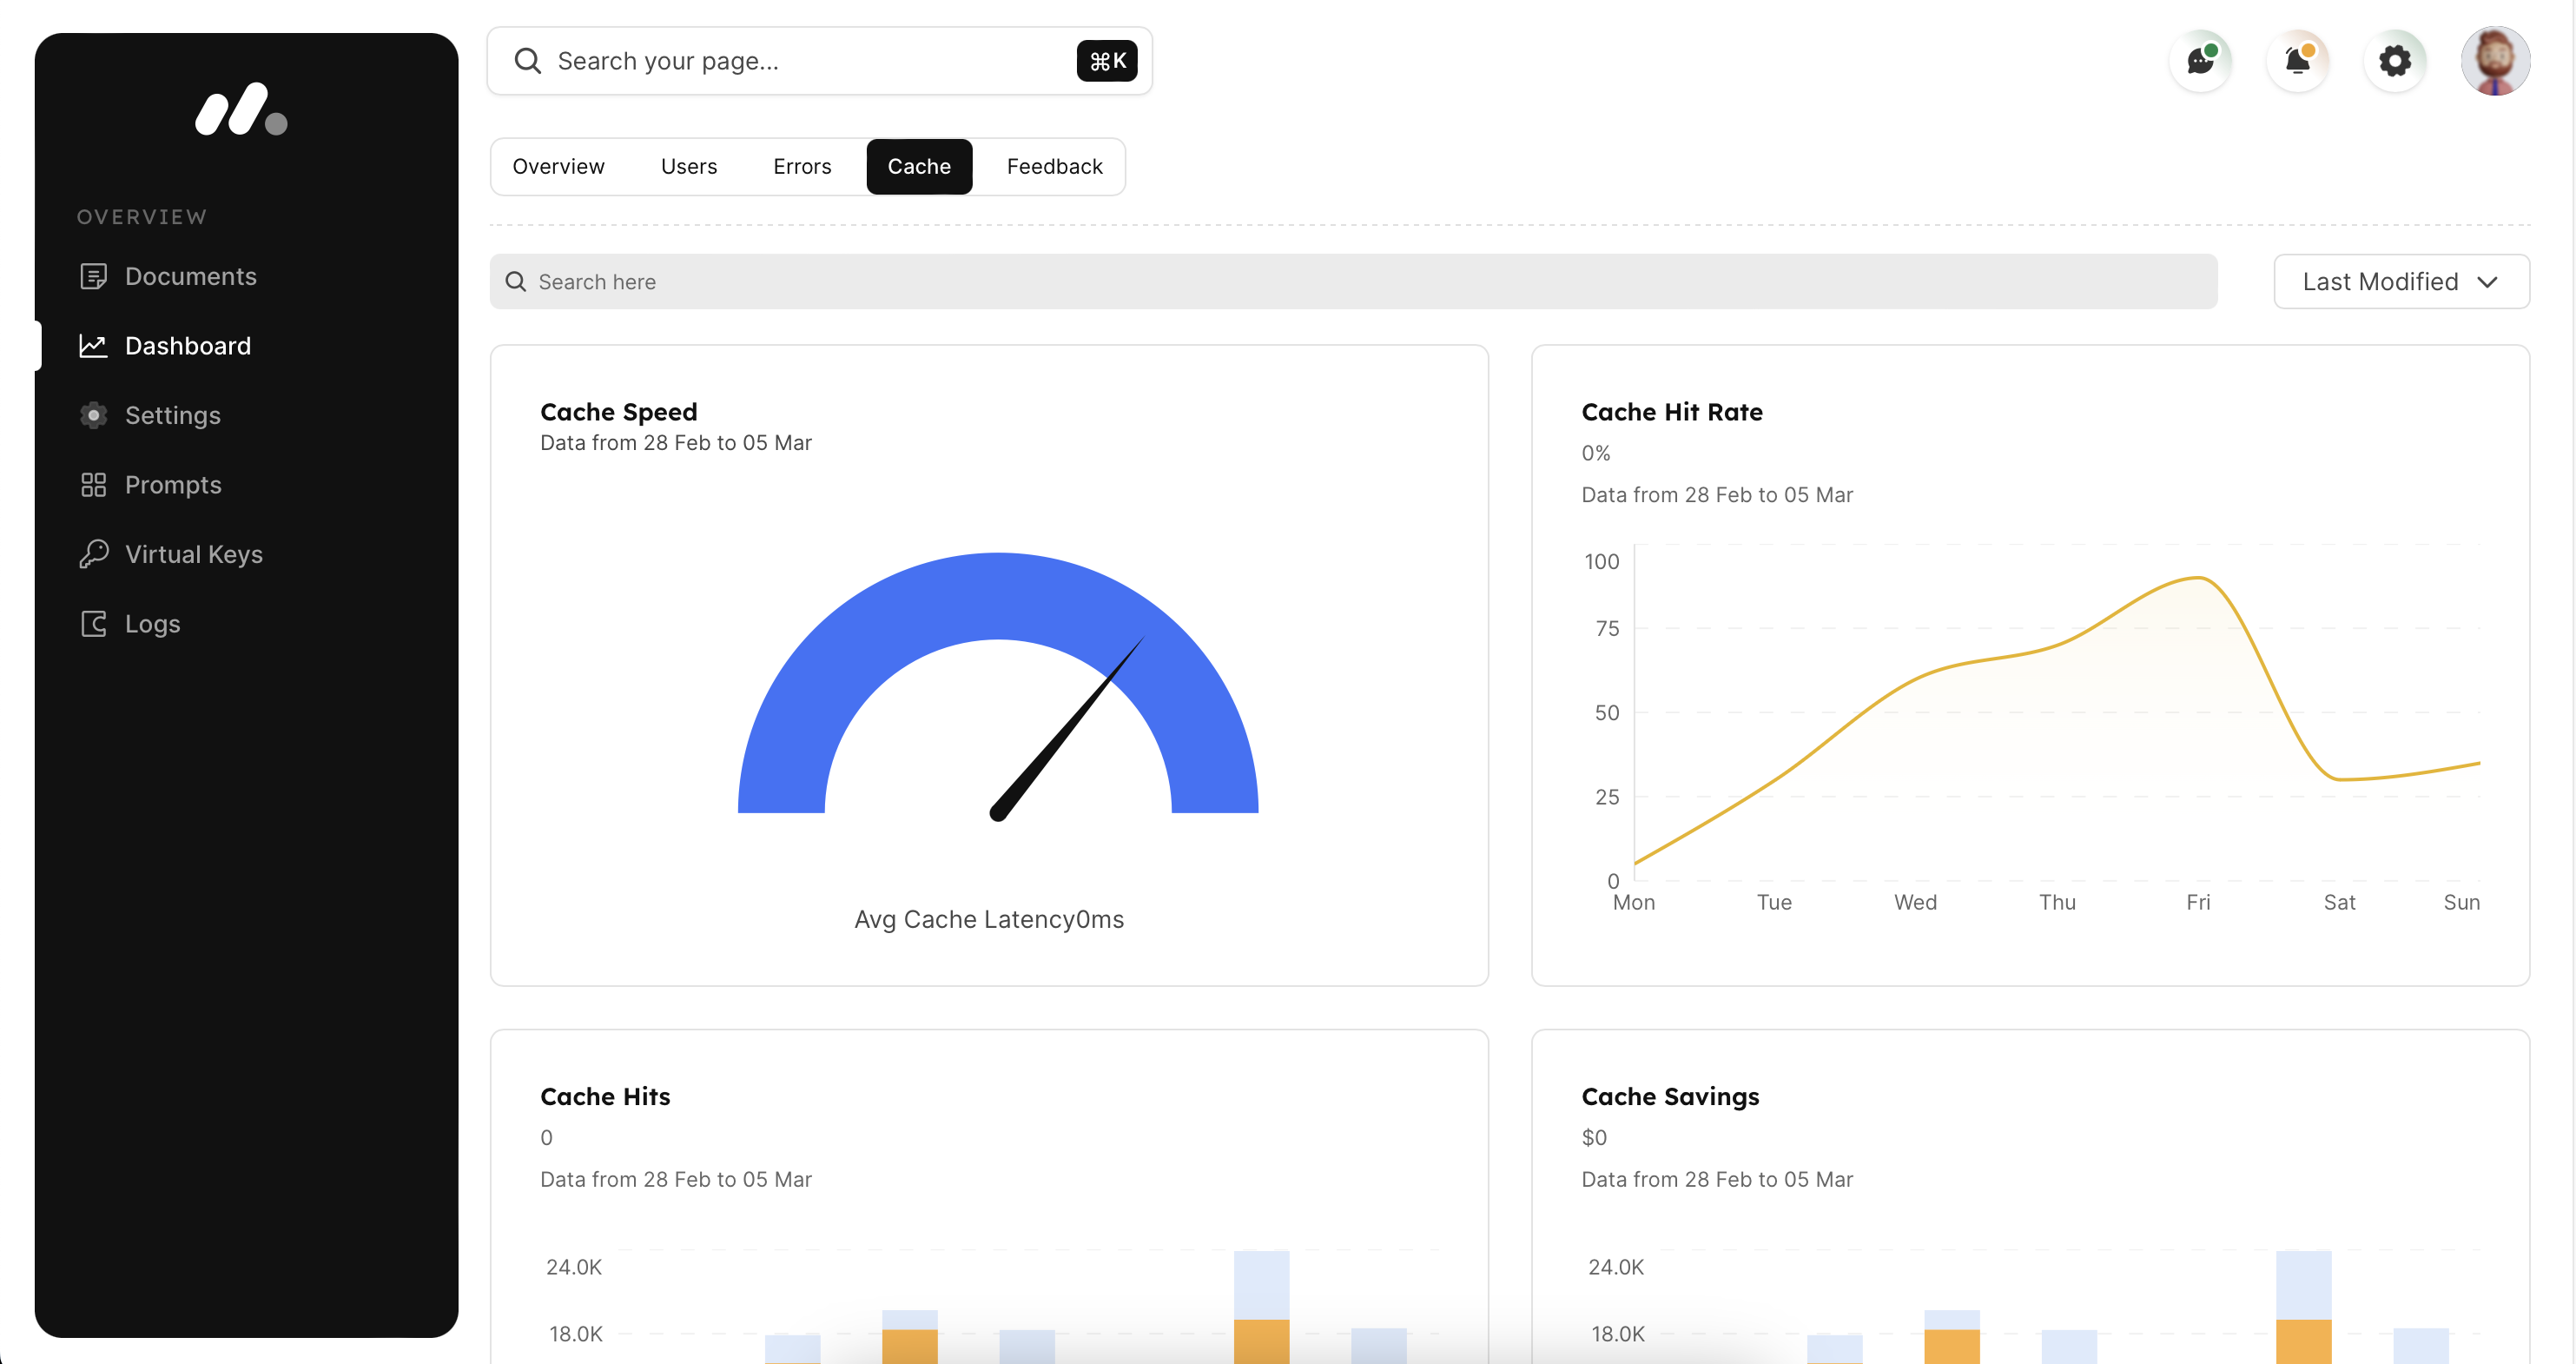 Search your page...
⌘K
OVERVIEW
Documents
Dashboard
Settings
Prompts
Virtual Keys
Logs
Overview
Users
Errors
Cache
Feedback
Search here
Last Modified
Cache Speed
Data from 28 Feb to 05 Mar
Avg Cache Latency0ms
Cache Hit Rate
0%
Data from 28 Feb to 05 Mar
100
75
50
25
0
Mon Tue Wed Thu Fri Sat Sun
Cache Hits
0
Data from 28 Feb to 05 Mar
24.0K
18.0K
Cache Savings
$0
Data from 28 Feb to 05 Mar
24.0K
18.0K